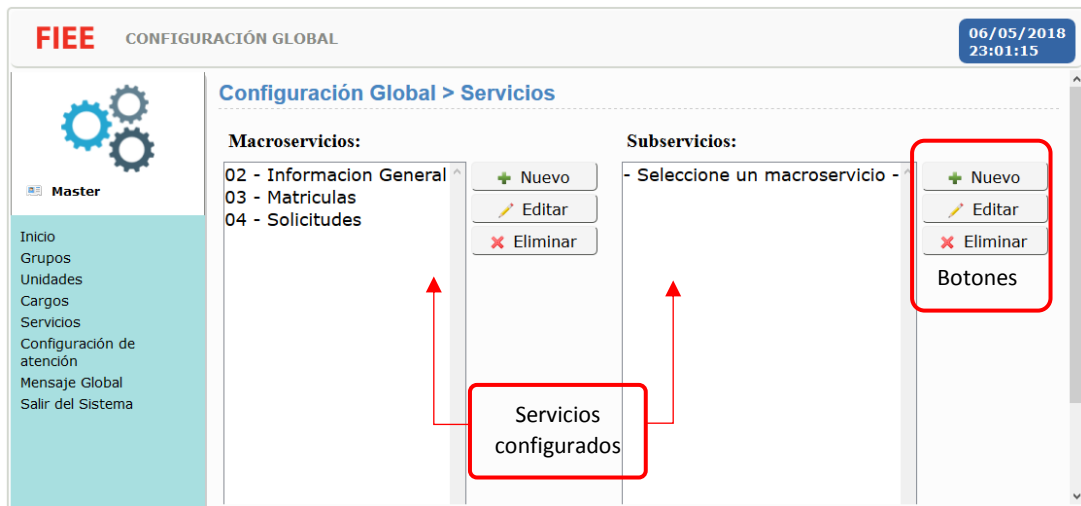 FIEE CONFIGURACIÓN GLOBAL
06/05/2018
23:01:15
Master
Inicio
Grupos
Unidades
Cargos
Servicios
Configuración de
atención
Mensaje Global
Salir del Sistema
Configuración Global > Servicios
Macroservicios:
02 - Informacion General
03 - Matriculas
04 - Solicitudes
Nuevo
Editar
Eliminar
Subservicios:
- Seleccione un macroservicio -
Nuevo
Editar
Eliminar
Botones
Servicios
configurados